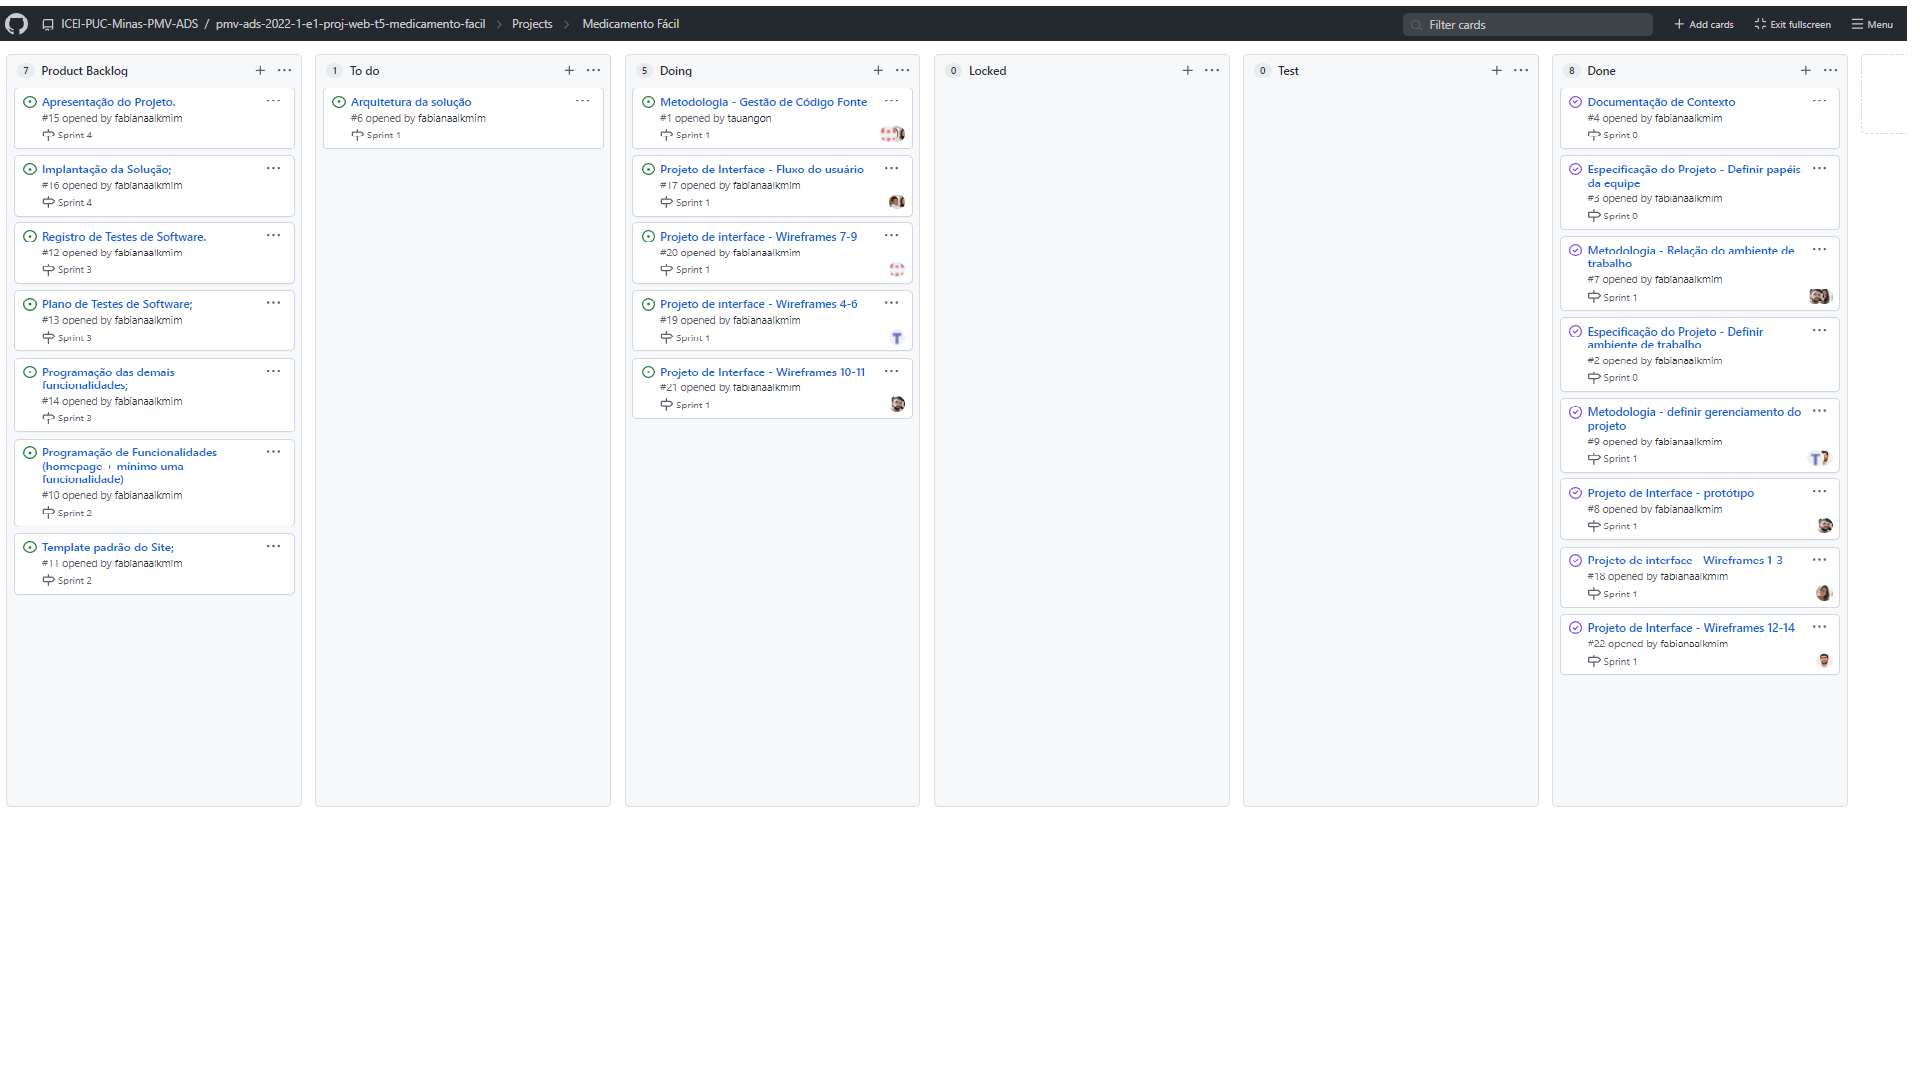 ICEI-PUC-Minas-PMV-ADS / pmv-ads-2022-1-e1-proj-web-t5-medicamento-facil > Projects > Medicamento Fácil
Filter cards
Add cards
Exit fullscreen
Menu
7 Product Backlog
Apresentação do Projeto.
#15 opened by fabianaalkmim
Sprint 4
Implantação da Solução;
#16 opened by fabianaalkmim
Sprint 4
Registro de Testes de Software.
#12 opened by fabianaalkmim
Sprint 3
Plano de Testes de Software;
#13 opened by fabianaalkmim
Sprint 3
Programação das demais
funcionalidades;
#14 opened by fabianaalkmim
Sprint 3
Programação de Funcionalidades
(homepage + mínimo uma
funcionalidade)
#10 opened by fabianaalkmim
Sprint 2
Template padrão do Site;
#11 opened by fabianaalkmim
Sprint 2
1 To do
Arquitetura da solução
#6 opened by fabianaalkmim
Sprint 1
5 Doing
Metodologia - Gestão de Código Fonte
#1 opened by tauangon
Sprint 1
Projeto de Interface - Fluxo do usuário
#17 opened by fabianaalkmim
Sprint 1
Projeto de interface - Wireframes 7-9
#20 opened by fabianaalkmim
Sprint 1
Projeto de interface - Wireframes 4-6
#19 opened by fabianaalkmim
Sprint 1
T
Projeto de Interface - Wireframes 10-11
#21 opened by fabianaalkmim
Sprint 1
0 Locked
0 Test
8 Done
Documentação de Contexto
#4 opened by fabianaalkmim
Sprint 0
Especificação do Projeto - Definir papéis
da equipe
#3 opened by fabianaalkmim
Sprint 0
Metodologia - Relação do ambiente de
trabalho
#7 opened by fabianaalkmim
Sprint 1
Especificação do Projeto - Definir
ambiente de trabalho
#2 opened by fabianaalkmim
Sprint 0
Metodologia - definir gerenciamento do
projeto
#9 opened by fabianaalkmim
Sprint 1
T
Projeto de Interface - protótipo
#8 opened by fabianaalkmim
Sprint 1
Projeto de interface - Wireframes 1-3
#18 opened by fabianaalkmim
Sprint 1
Projeto de Interface - Wireframes 12-14
#22 opened by fabianaalkmim
Sprint 1